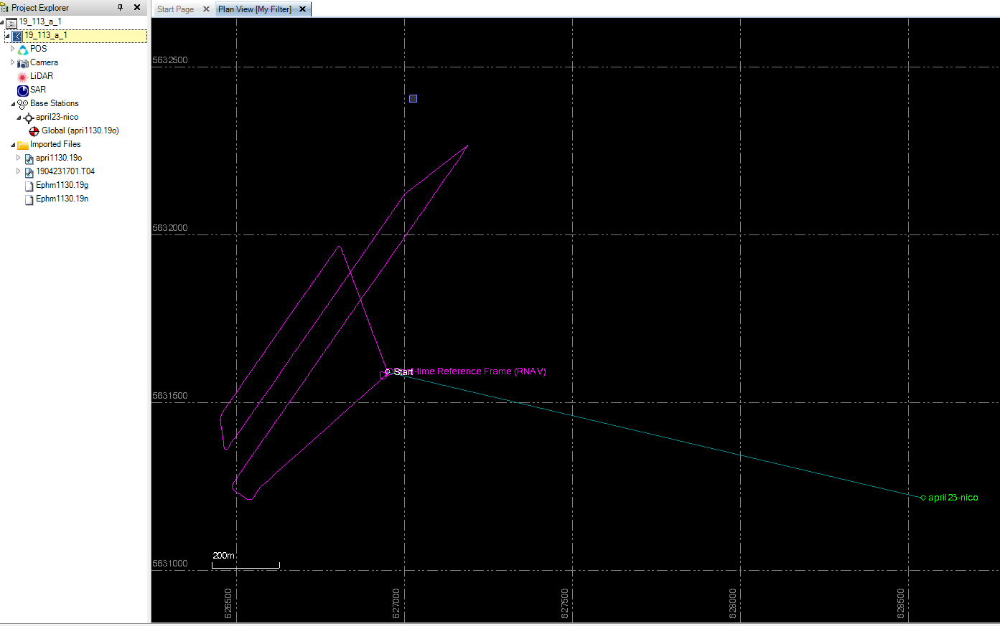 Project Explorer
19_113_a_1
19_113_a_1
POS
Camera
LiDAR
SAR
Base Stations
april23-nico
Global (apri1130.19o)
Imported Files
apri1130.19o
1904231701.T04
Ephm1130.19g
Ephm1130.19n
Start Page
Plan View [My Filter]
5632500
5632000
Start
-time Reference Frame (RNAV)
5631500
april23-nico
200m
5631000
626500
627000
627500
628000
628500